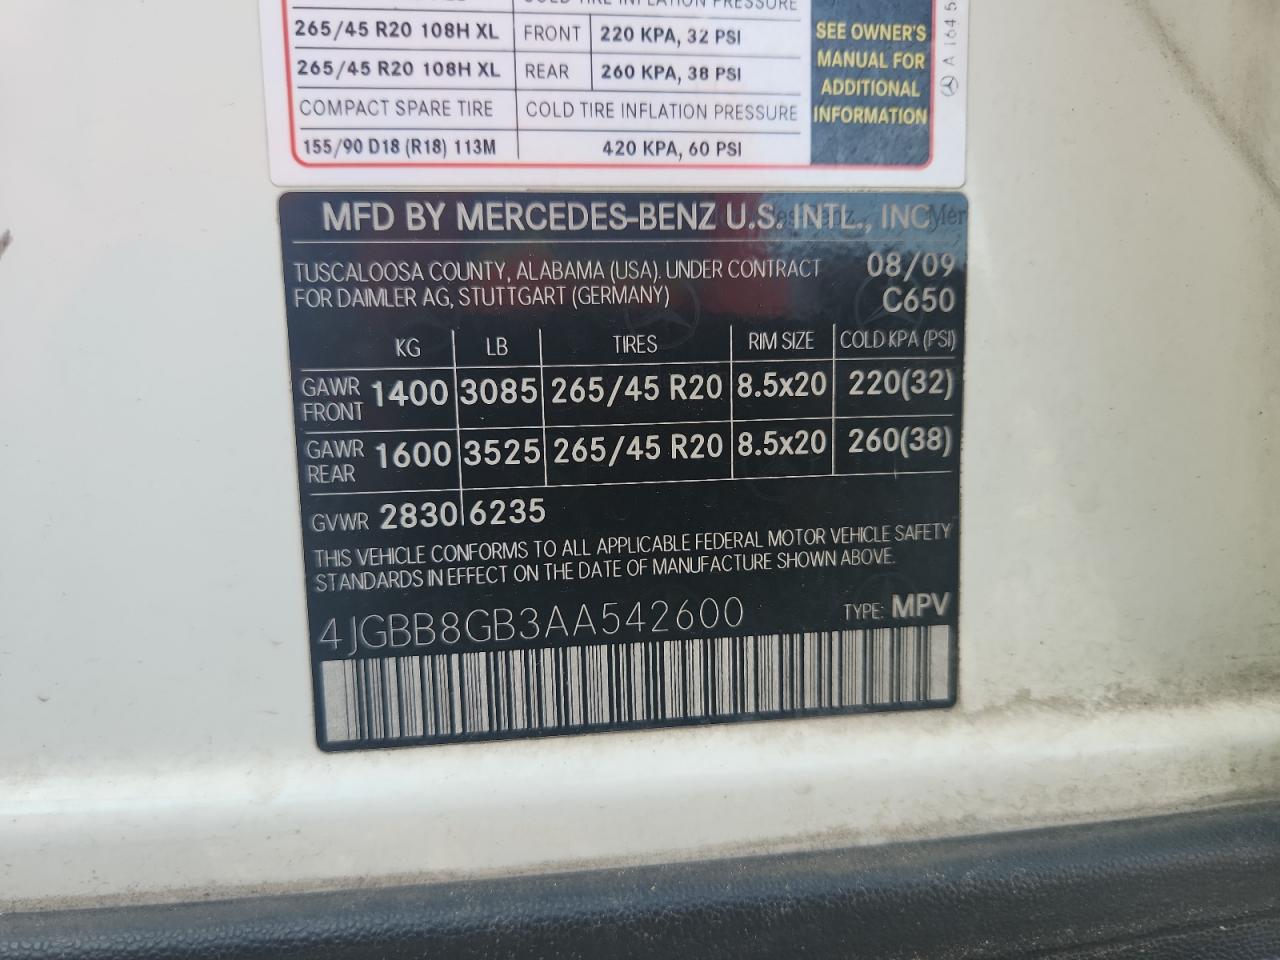 COLD TIRE INFLATION PRESSURE
265/45 R20 108H XL FRONT 220 KPA, 32 PSI
265/45 R20 108H XL REAR 260 KPA, 38 PSI
COMPACT SPARE TIRE COLD TIRE INFLATION PRESSURE
155/90 D18 (R18) 113M 420 KPA, 60 PSI
SEE OWNER'S
MANUAL FOR
ADDITIONAL
INFORMATION
A 164 5
MFD BY MERCEDES-BENZ U.S. INTL., INC
TUSCALOOSA COUNTY, ALABAMA (USA). UNDER CONTRACT 08/09
FOR DAIMLER AG, STUTTGART (GERMANY) C650
KG LB TIRES RIM SIZE COLD KPA (PSI)
GAWR FRONT 1400 3085 265/45 R20 8.5x20 220(32)
GAWR REAR 1600 3525 265/45 R20 8.5x20 260(38)
GVWR 2830 6235
THIS VEHICLE CONFORMS TO ALL APPLICABLE FEDERAL MOTOR VEHICLE SAFETY
STANDARDS IN EFFECT ON THE DATE OF MANUFACTURE SHOWN ABOVE.
4JGBB8GB3AA542600 TYPE: MPV